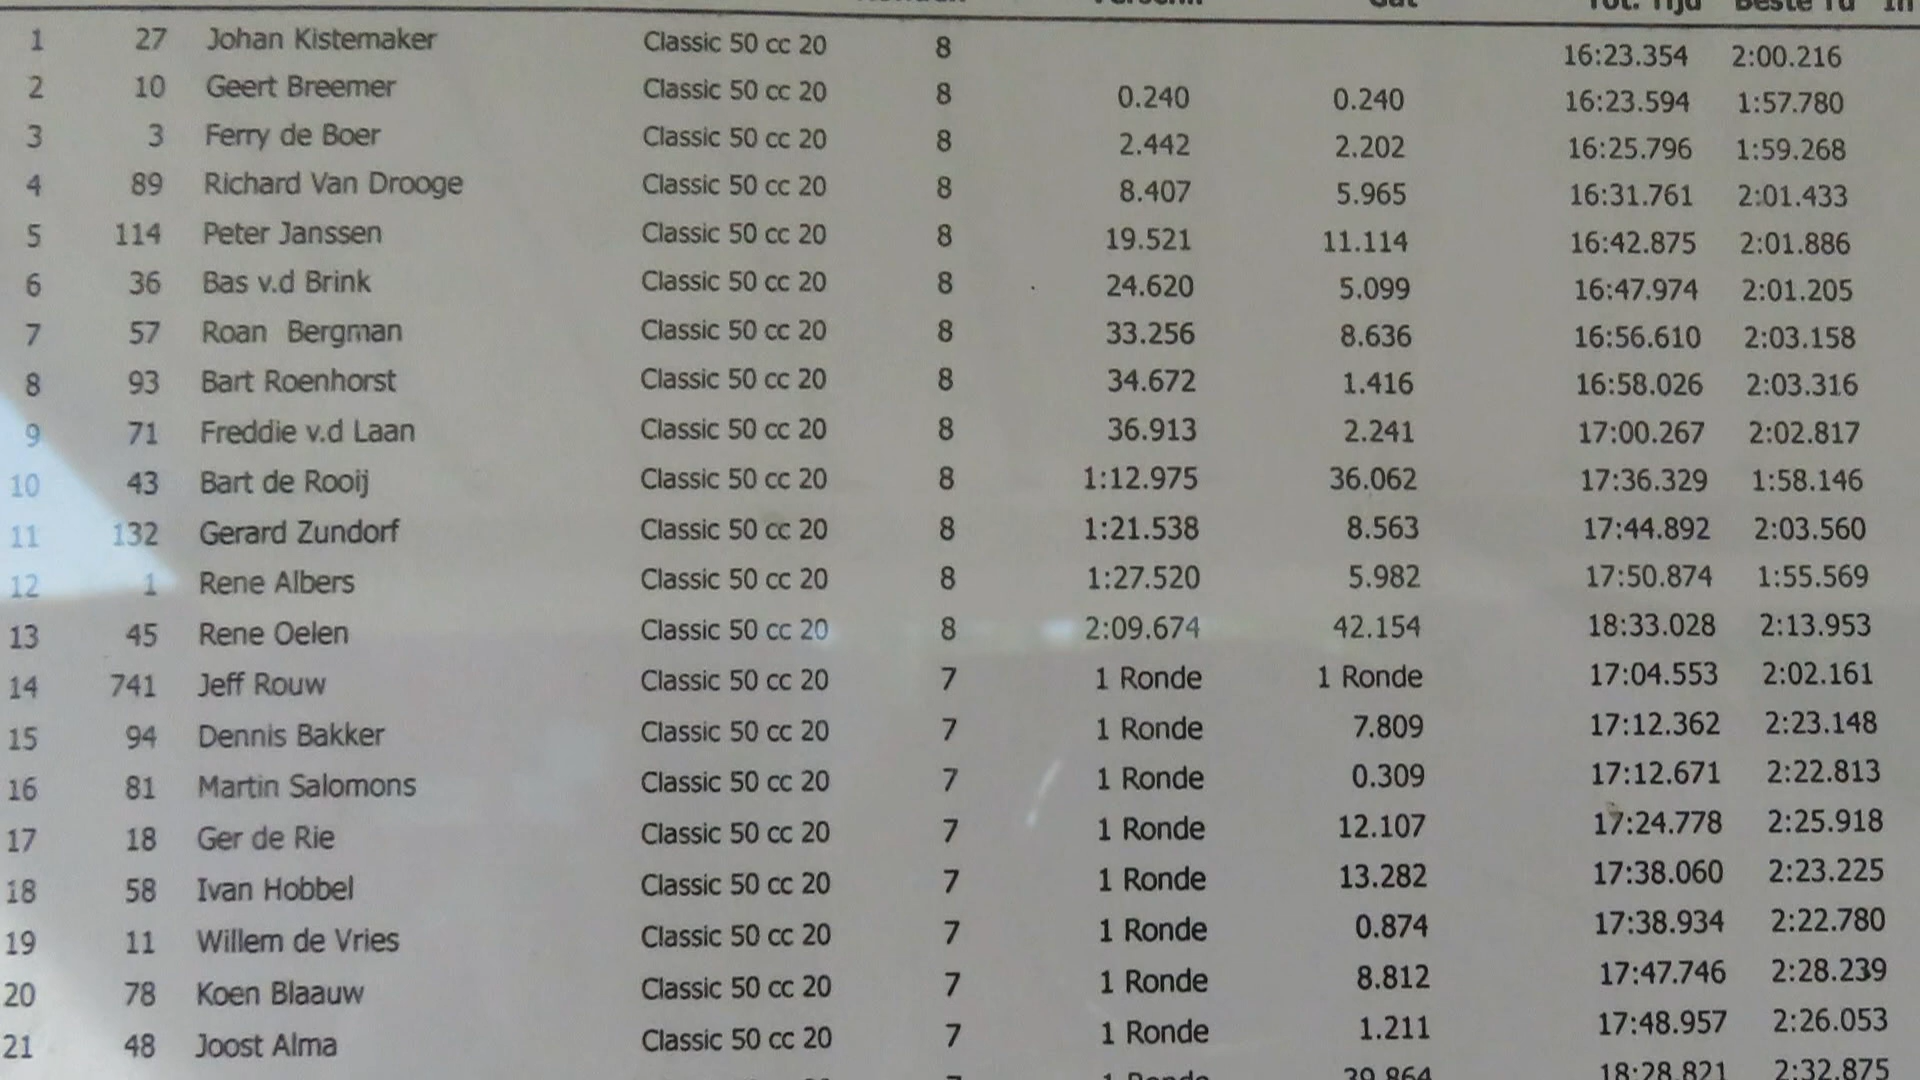 Tot. Tijd Beste Td In
1 27 Johan Kistemaker Classic 50 cc 20 8 16:23.354 2:00.216
2 10 Geert Breemer Classic 50 cc 20 8 0.240 0.240 16:23.594 1:57.780
3 3 Ferry de Boer Classic 50 cc 20 8 2.442 2.202 16:25.796 1:59.268
4 89 Richard Van Drooge Classic 50 cc 20 8 8.407 5.965 16:31.761 2:01.433
5 114 Peter Janssen Classic 50 cc 20 8 19.521 11.114 16:42.875 2:01.886
6 36 Bas v.d Brink Classic 50 cc 20 8 24.620 5.099 16:47.974 2:01.205
7 57 Roan Bergman Classic 50 cc 20 8 33.256 8.636 16:56.610 2:03.158
8 93 Bart Roenhorst Classic 50 cc 20 8 34.672 1.416 16:58.026 2:03.316
9 71 Freddie v.d Laan Classic 50 cc 20 8 36.913 2.241 17:00.267 2:02.817
10 43 Bart de Rooij Classic 50 cc 20 8 1:12.975 36.062 17:36.329 1:58.146
11 132 Gerard Zundorf Classic 50 cc 20 8 1:21.538 8.563 17:44.892 2:03.560
12 1 Rene Albers Classic 50 cc 20 8 1:27.520 5.982 17:50.874 1:55.569
13 45 Rene Oelen Classic 50 cc 20 8 2:09.674 42.154 18:33.028 2:13.953
14 741 Jeff Rouw Classic 50 cc 20 7 1 Ronde 1 Ronde 17:04.553 2:02.161
15 94 Dennis Bakker Classic 50 cc 20 7 1 Ronde 7.809 17:12.362 2:23.148
16 81 Martin Salomons Classic 50 cc 20 7 1 Ronde 0.309 17:12.671 2:22.813
17 18 Ger de Rie Classic 50 cc 20 7 1 Ronde 12.107 17:24.778 2:25.918
18 58 Ivan Hobbel Classic 50 cc 20 7 1 Ronde 13.282 17:38.060 2:23.225
19 11 Willem de Vries Classic 50 cc 20 7 1 Ronde 0.874 17:38.934 2:22.780
20 78 Koen Blaauw Classic 50 cc 20 7 1 Ronde 8.812 17:47.746 2:28.239
21 48 Joost Alma Classic 50 cc 20 7 1 Ronde 1.211 17:48.957 2:26.053
1 Ronde 39.864 18:28.821 2:32.875